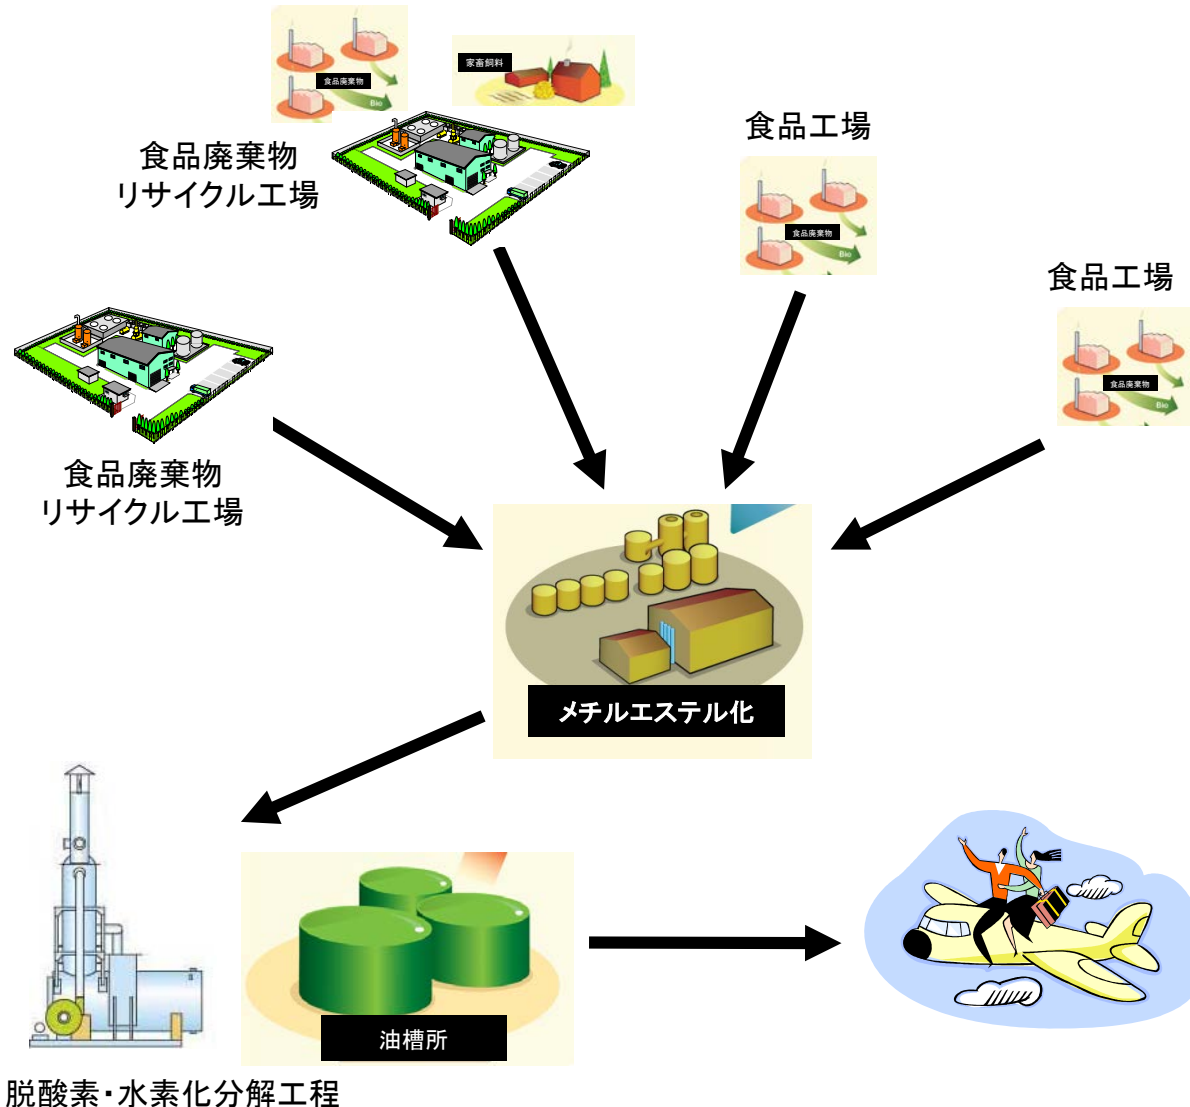 食品廃棄物
Bio
家畜飼料
食品廃棄物
リサイクル工場
食品工場
食品廃棄物
Bio
食品工場
食品廃棄物
Bio
食品廃棄物
リサイクル工場
メチルエステル化
油槽所
脱酸素・水素化分解工程